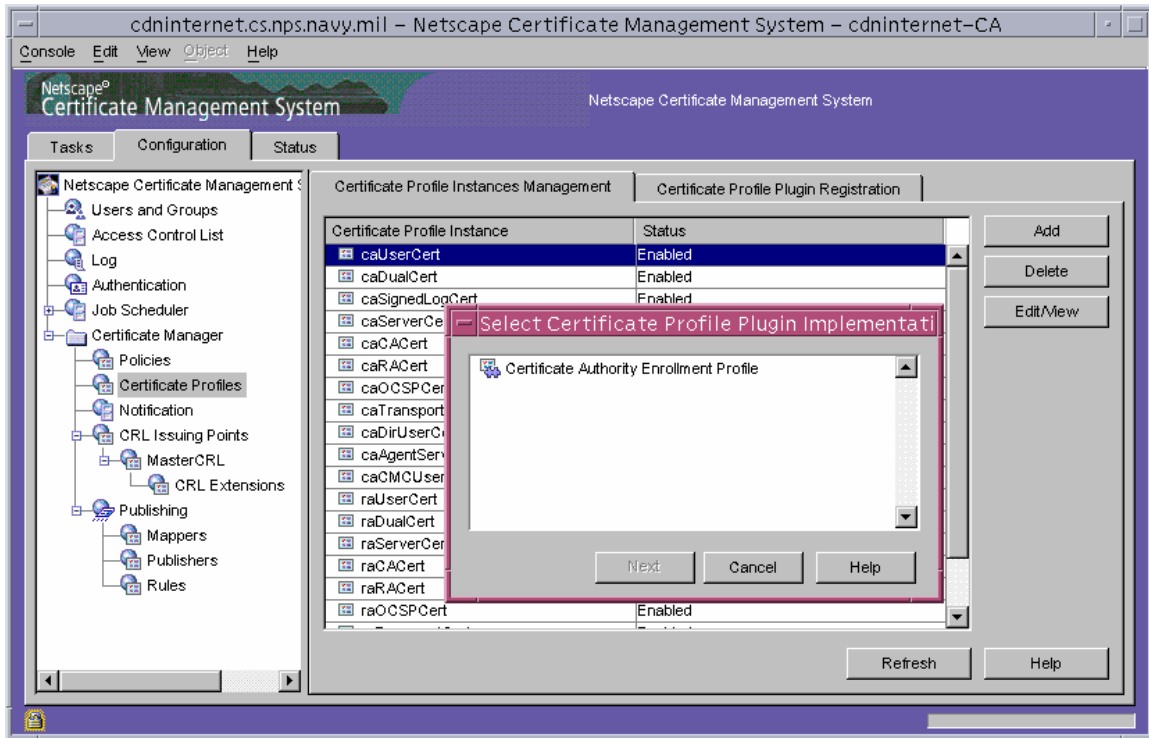 cdninternet.cs.nps.navy.mil – Netscape Certificate Management System – cdninternet–CA
Console Edit View Object Help
Netscape®
Certificate Management System
Netscape Certificate Management System
Tasks Configuration Status
Netscape Certificate Management S
Users and Groups
Access Control List
Log
Authentication
Job Scheduler
Certificate Manager
Policies
Certificate Profiles
Notification
CRL Issuing Points
MasterCRL
CRL Extensions
Publishing
Mappers
Publishers
Rules
Certificate Profile Instances Management Certificate Profile Plugin Registration
Certificate Profile Instance Status
caUserCert Enabled
caDualCert Enabled
caSignedLogCert Enabled
caServerCe
caCACert
caRACert
caOCSPCer
caTransport
caDirUserC
caAgentServ
caCMCUser
raUserCert
raDualCert
raServerCer
raCACert
raRACert
raOCSPCert Enabled
Select Certificate Profile Plugin Implementati
Certificate Authority Enrollment Profile
Next Cancel Help
Add
Delete
Edit/View
Refresh Help